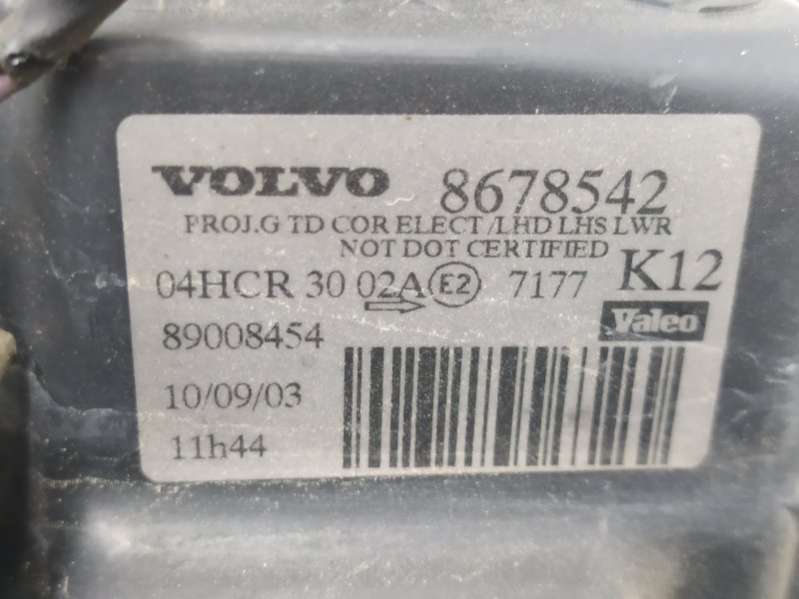 VOLVO 8678542
PROJ.G TD COR ELECT /LHD LHS LWR
NOT DOT CERTIFIED
04HCR 30 02A E2 7177 K12
Valeo
89008454
10/09/03
11h44